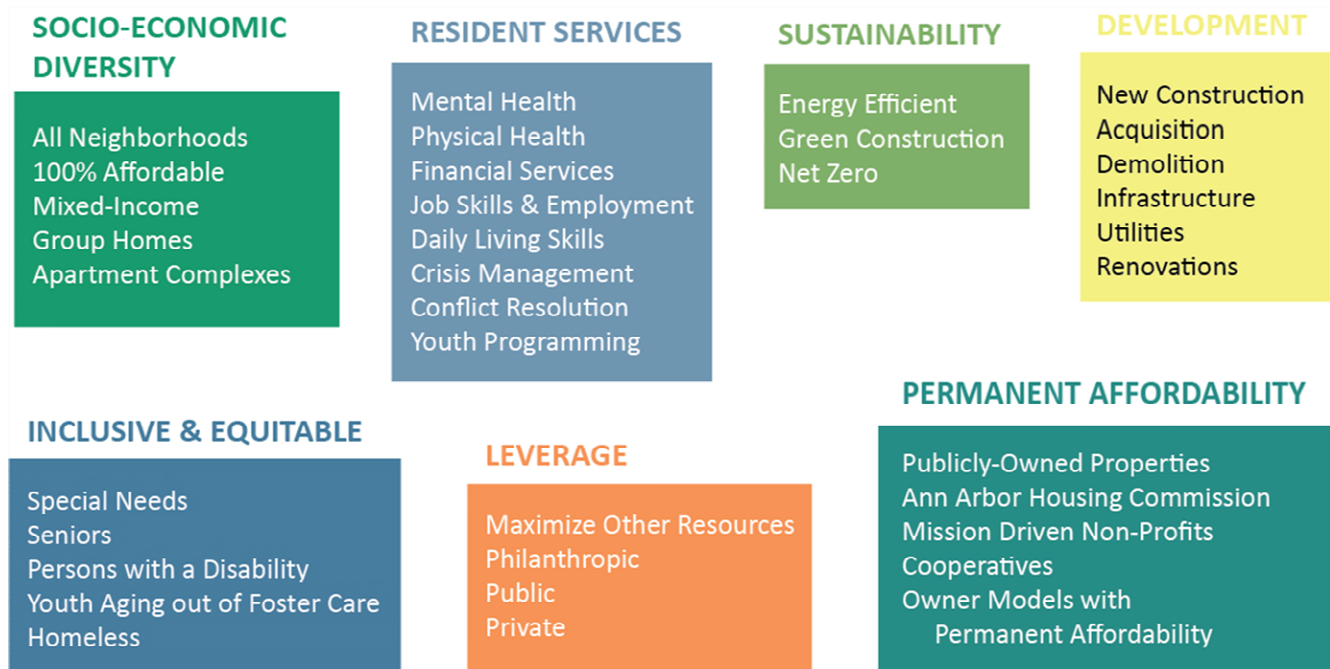 SOCIO-ECONOMIC
DIVERSITY
All Neighborhoods
100% Affordable
Mixed-Income
Group Homes
Apartment Complexes
RESIDENT SERVICES
Mental Health
Physical Health
Financial Services
Job Skills & Employment
Daily Living Skills
Crisis Management
Conflict Resolution
Youth Programming
SUSTAINABILITY
Energy Efficient
Green Construction
Net Zero
DEVELOPMENT
New Construction
Acquisition
Demolition
Infrastructure
Utilities
Renovations
INCLUSIVE & EQUITABLE
Special Needs
Seniors
Persons with a Disability
Youth Aging out of Foster Care
Homeless
LEVERAGE
Maximize Other Resources
Philanthropic
Public
Private
PERMANENT AFFORDABILITY
Publicly-Owned Properties
Ann Arbor Housing Commission
Mission Driven Non-Profits
Cooperatives
Owner Models with
Permanent Affordability